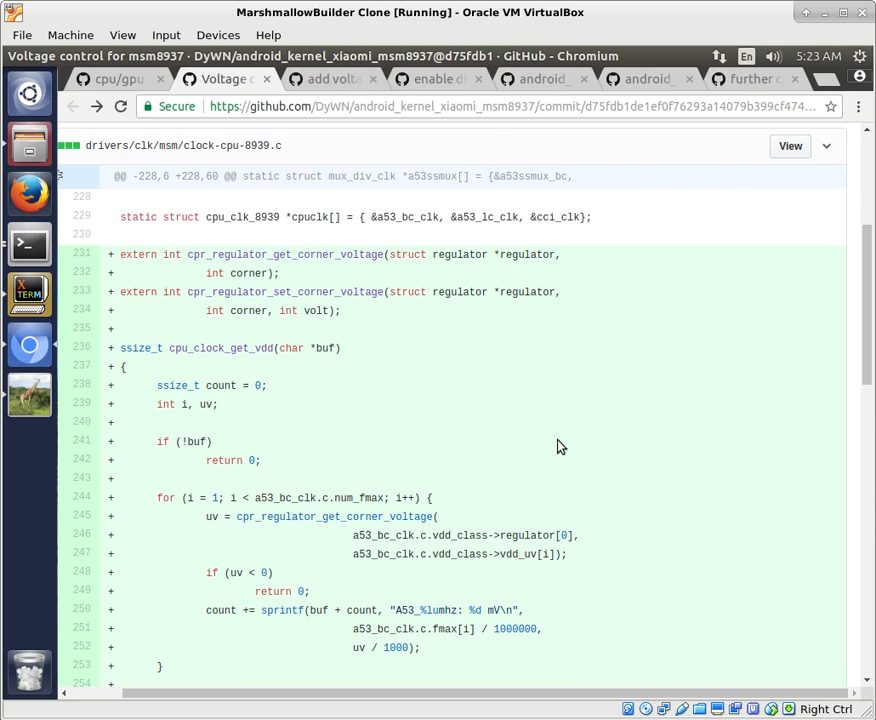 MarshmallowBuilder Clone [Running] - Oracle VM VirtualBox
File Machine View Input Devices Help
Voltage control for msm8937 · DyWN/android_kernel_xiaomi_msm8937@d75fdb1 · GitHub - Chromium En 5:23 AM
cpu/gpu × Voltage c × add volta × enable d × android_ × android_ × further c ×
Secure https://github.com/DyWN/android_kernel_xiaomi_msm8937/commit/d75fdb1de1ef0f76293a14079b399cf474...
drivers/clk/msm/clock-cpu-8939.c View
@@ -228,6 +228,60 @@ static struct mux_div_clk *a53ssmux[] = {&a53ssmux_bc,
228
229 static struct cpu_clk_8939 *cpuclk[] = { &a53_bc_clk, &a53_lc_clk, &cci_clk};
230
231 + extern int cpr_regulator_get_corner_voltage(struct regulator *regulator,
232 + int corner);
233 + extern int cpr_regulator_set_corner_voltage(struct regulator *regulator,
234 + int corner, int volt);
235 +
236 + ssize_t cpu_clock_get_vdd(char *buf)
237 + {
238 + ssize_t count = 0;
239 + int i, uv;
240 +
241 + if (!buf)
242 + return 0;
243 +
244 + for (i = 1; i < a53_bc_clk.c.num_fmax; i++) {
245 + uv = cpr_regulator_get_corner_voltage(
246 + a53_bc_clk.c.vdd_class->regulator[0],
247 + a53_bc_clk.c.vdd_class->vdd_uv[i]);
248 + if (uv < 0)
249 + return 0;
250 + count += sprintf(buf + count, "A53_%lumhz: %d mV\n",
251 + a53_bc_clk.c.fmax[i] / 1000000,
252 + uv / 1000);
253 + }
254 +
X TERM
Right Ctrl